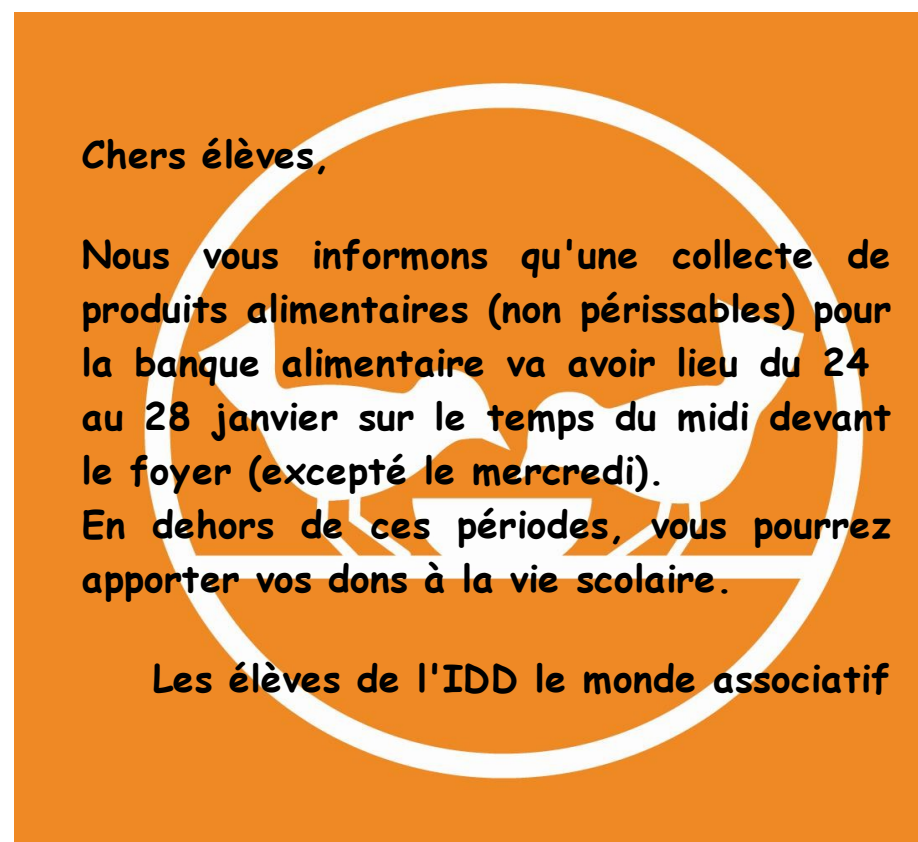 Chers élèves,
Nous vous informons qu'une collecte de
produits alimentaires (non périssables) pour
la banque alimentaire va avoir lieu du 24
au 28 janvier sur le temps du midi devant
le foyer (excepté le mercredi).
En dehors de ces périodes, vous pourrez
apporter vos dons à la vie scolaire.
Les élèves de l'IDD le monde associatif